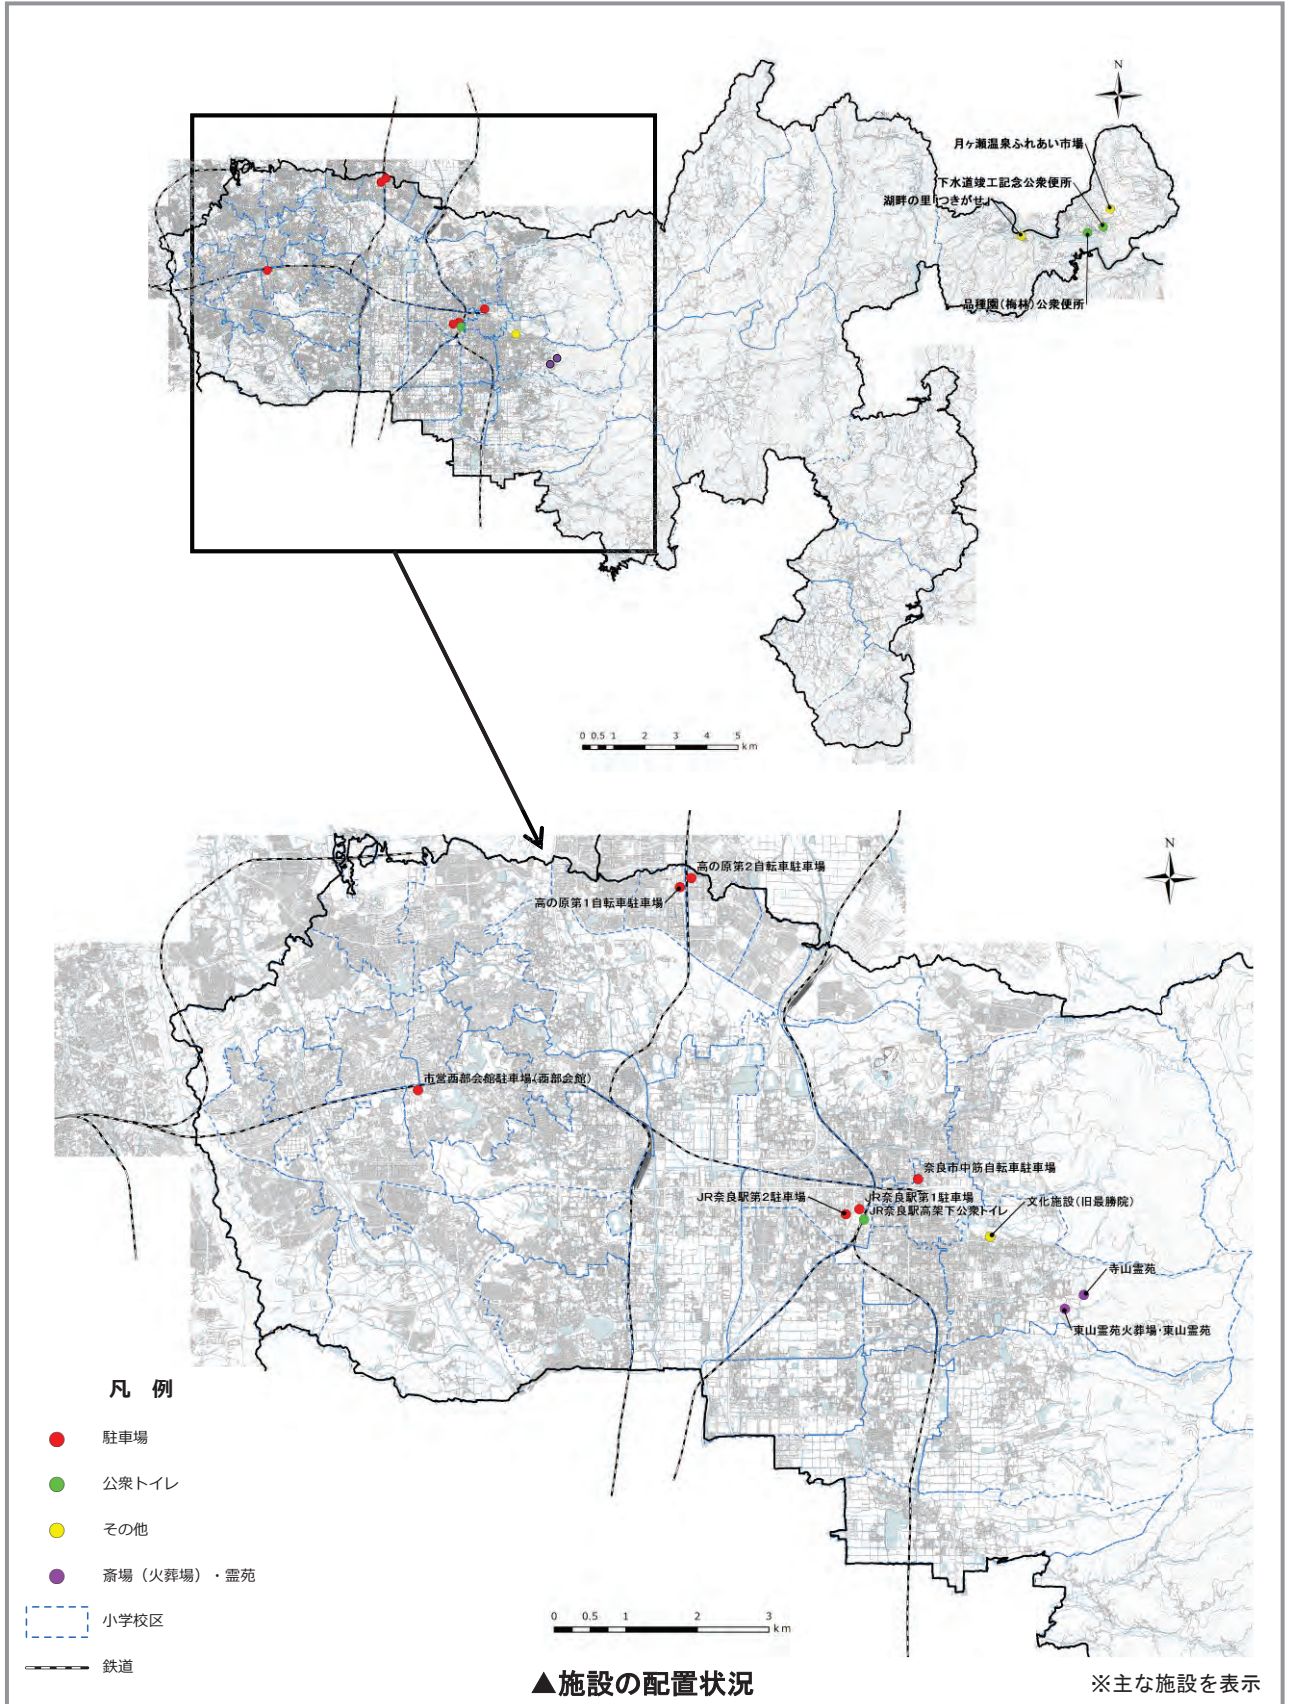 N
月ヶ瀬温泉ふれあい市場
下水道竣工記念公衆便所
湖畔の里「つきがせ」
品種園(梅林)公衆便所
0 0.5 1 2 3 4 5
km
N
高の原第2自転車駐車場
高の原第1自転車駐車場
市営西部会館駐車場(西部会館)
奈良市中筋自転車駐車場
JR奈良駅第2駐車場
JR奈良駅第1駐車場
JR奈良駅高架下公衆トイレ
文化施設(旧最勝院)
寺山霊苑
東山霊苑火葬場・東山霊苑
凡 例
駐車場
公衆トイレ
その他
斎場(火葬場)・霊苑
小学校区
鉄道
0 0.5 1 2 3
km
▲施設の配置状況
※主な施設を表示